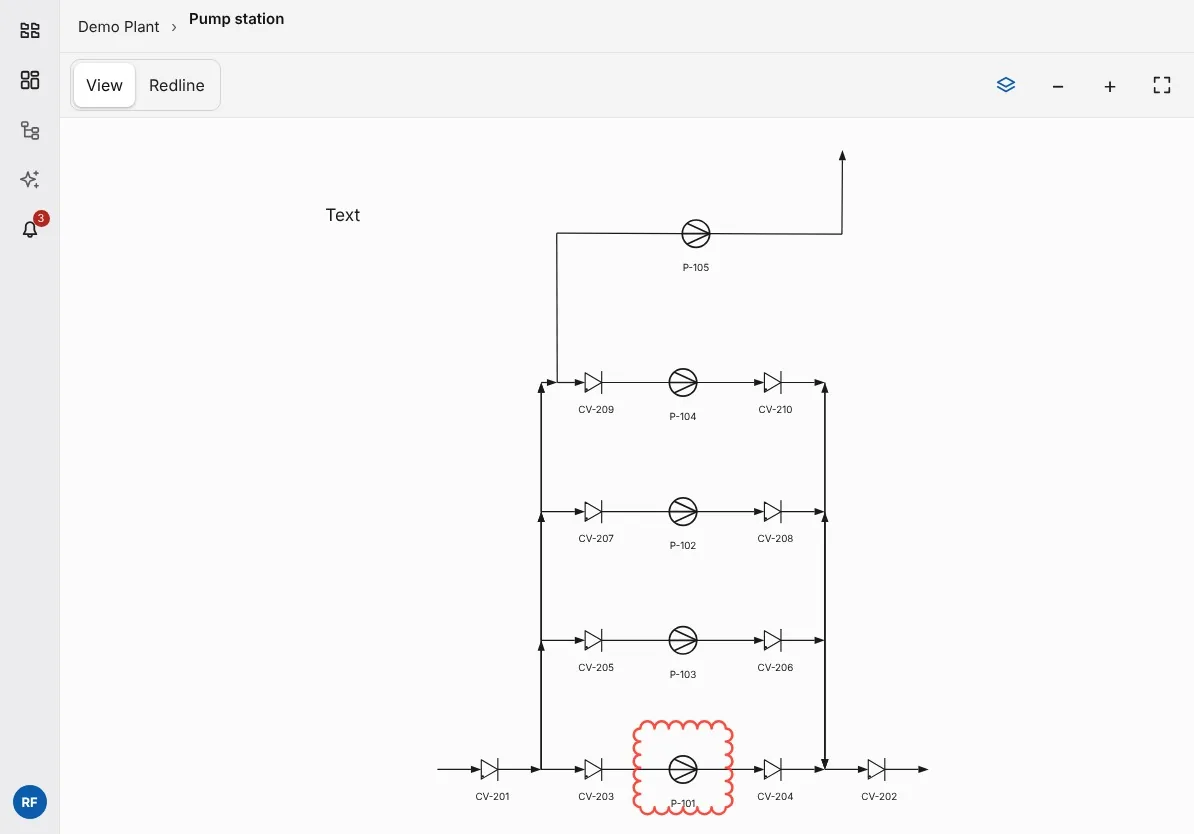 Demo Plant › Pump station
View Redline
3
Text
P-105
CV-209 P-104 CV-210
CV-207 P-102 CV-208
CV-205 P-103 CV-206
CV-201 CV-203 P-101 CV-204 CV-202
RF